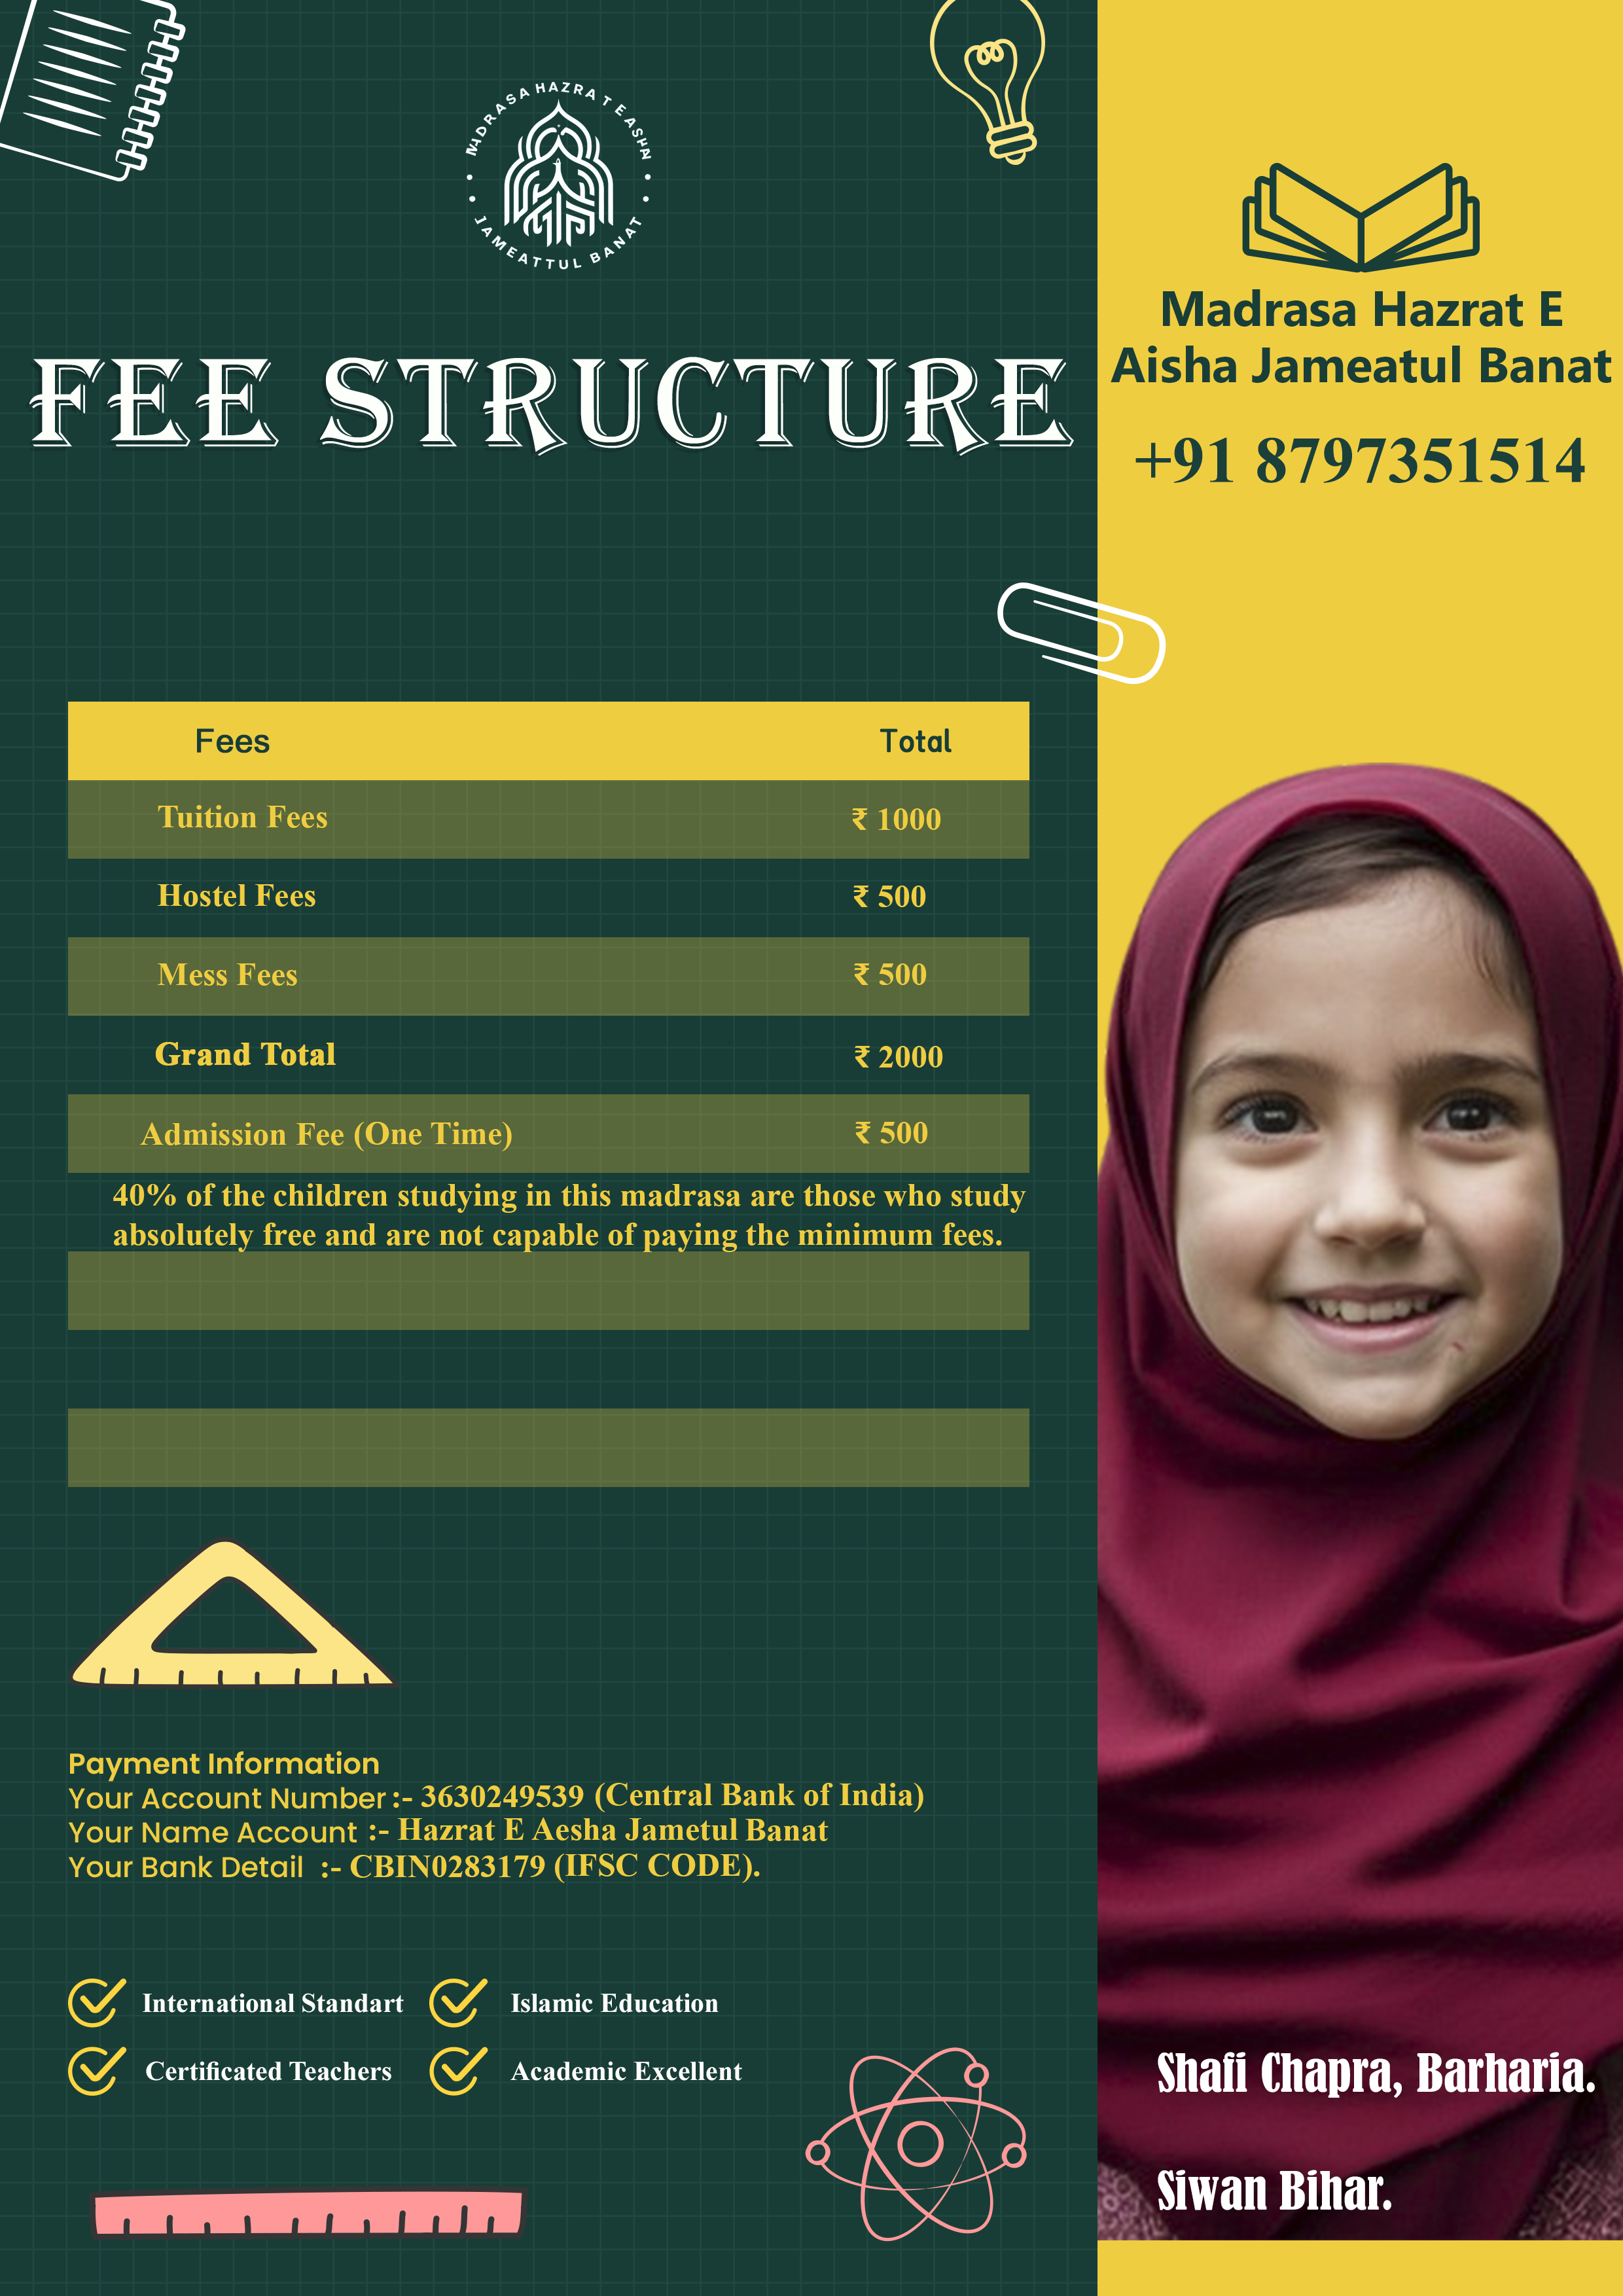 MADRASA HAZRAT E AShA
JAMEATTUL BANAT
FEE STRUCTURE
Madrasa Hazrat E
Aisha Jameatul Banat
+91 8797351514
Fees Total
Tuition Fees ₹ 1000
Hostel Fees ₹ 500
Mess Fees ₹ 500
Grand Total ₹ 2000
Admission Fee (One Time) ₹ 500
40% of the children studying in this madrasa are those who study
absolutely free and are not capable of paying the minimum fees.
Payment Information
Your Account Number :- 3630249539 (Central Bank of India)
Your Name Account :- Hazrat E Aesha Jametul Banat
Your Bank Detail :- CBIN0283179 (IFSC CODE).
International Standart Islamic Education
Certificated Teachers Academic Excellent
Shafi Chapra, Barharia.
Siwan Bihar.